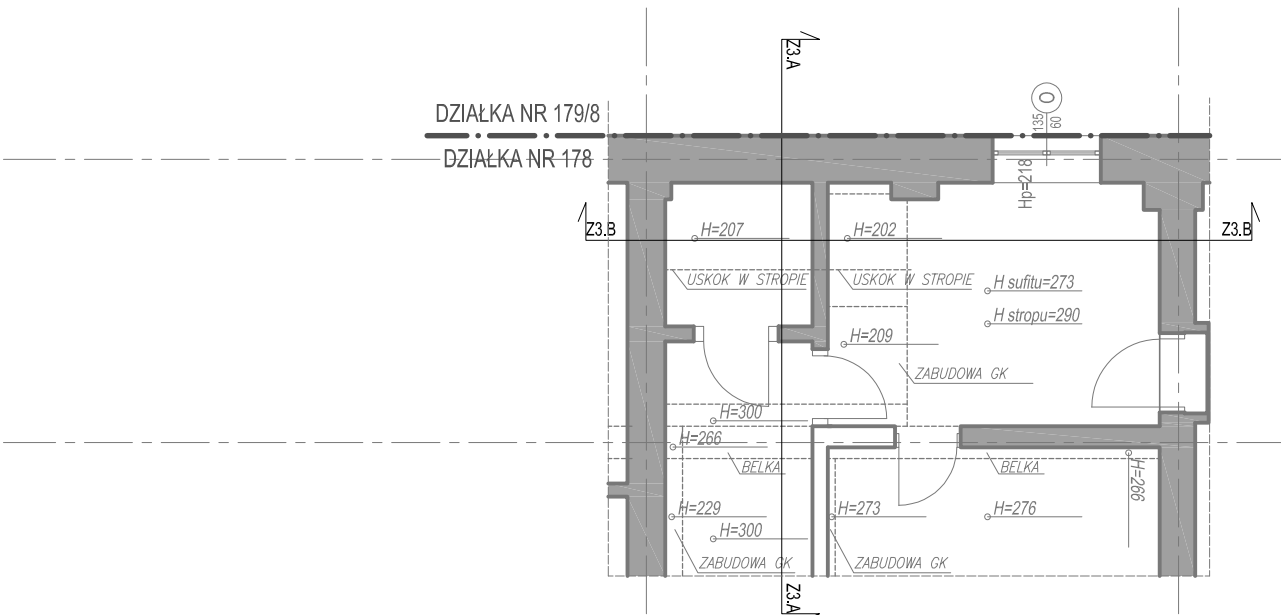 Z3.A
O
135
60
DZIAŁKA NR 179/8
DZIAŁKA NR 178
Hp=218
Z3.B
H=207
H=202
Z3.B
USKOK W STROPIE
USKOK W STROPIE
H sufitu=273
H stropu=290
H=209
ZABUDOWA GK
H=300
H=266
BELKA
BELKA
H=266
H=229
H=273
H=276
H=300
ZABUDOWA GK
ZABUDOWA GK
Z3.A